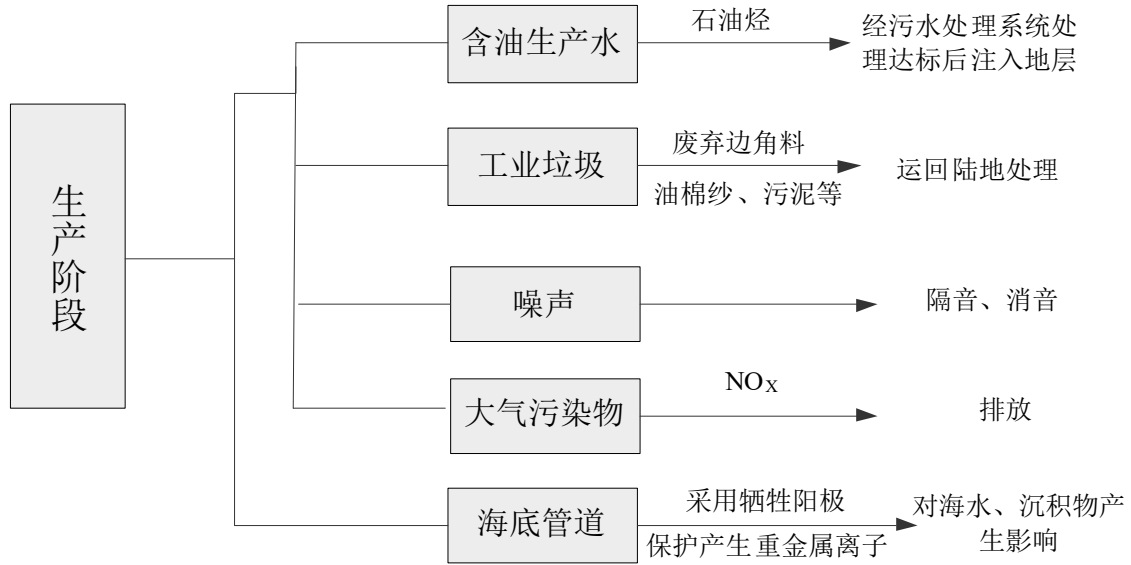 生产阶段
含油生产水
石油烃
经污水处理系统处
理达标后注入地层
工业垃圾
废弃边角料
油棉纱、污泥等
运回陆地处理
噪声
隔音、消音
大气污染物
NOX
排放
海底管道
采用牺牲阳极
保护产生重金属离子
对海水、沉积物产
生影响